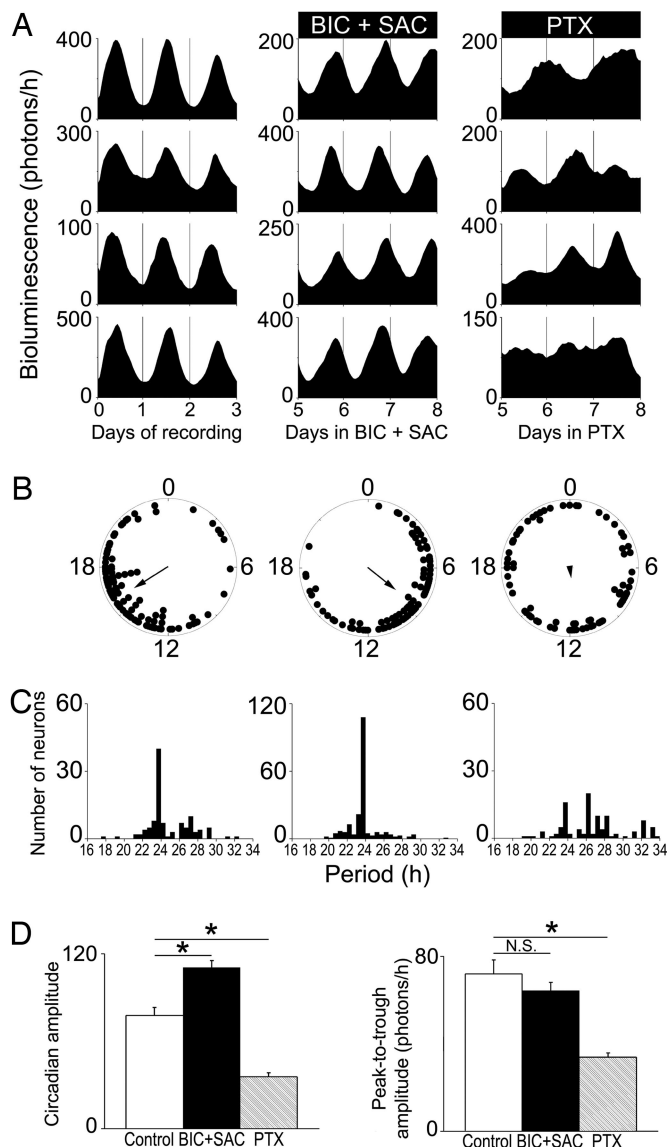 A
BIC + SAC
PTX
Bioluminescence (photons/h)
400
0
200
0
200
0
300
0
400
0
200
0
100
0
250
0
400
0
500
0
400
0
150
0
0 1 2 3
5 6 7 8
5 6 7 8
Days of recording
Days in BIC + SAC
Days in PTX
B
0
0
0
18
6
18
6
18
6
12
12
12
C
Number of neurons
60
30
0
120
60
0
60
30
0
16 18 20 22 24 26 28 30 32 34
16 18 20 22 24 26 28 30 32 34
16 18 20 22 24 26 28 30 32 34
Period (h)
D
Circadian amplitude
120
0
*
*
Control BIC+SAC PTX
Peak-to-trough
amplitude (photons/h)
80
0
*
N.S.
Control BIC+SAC PTX